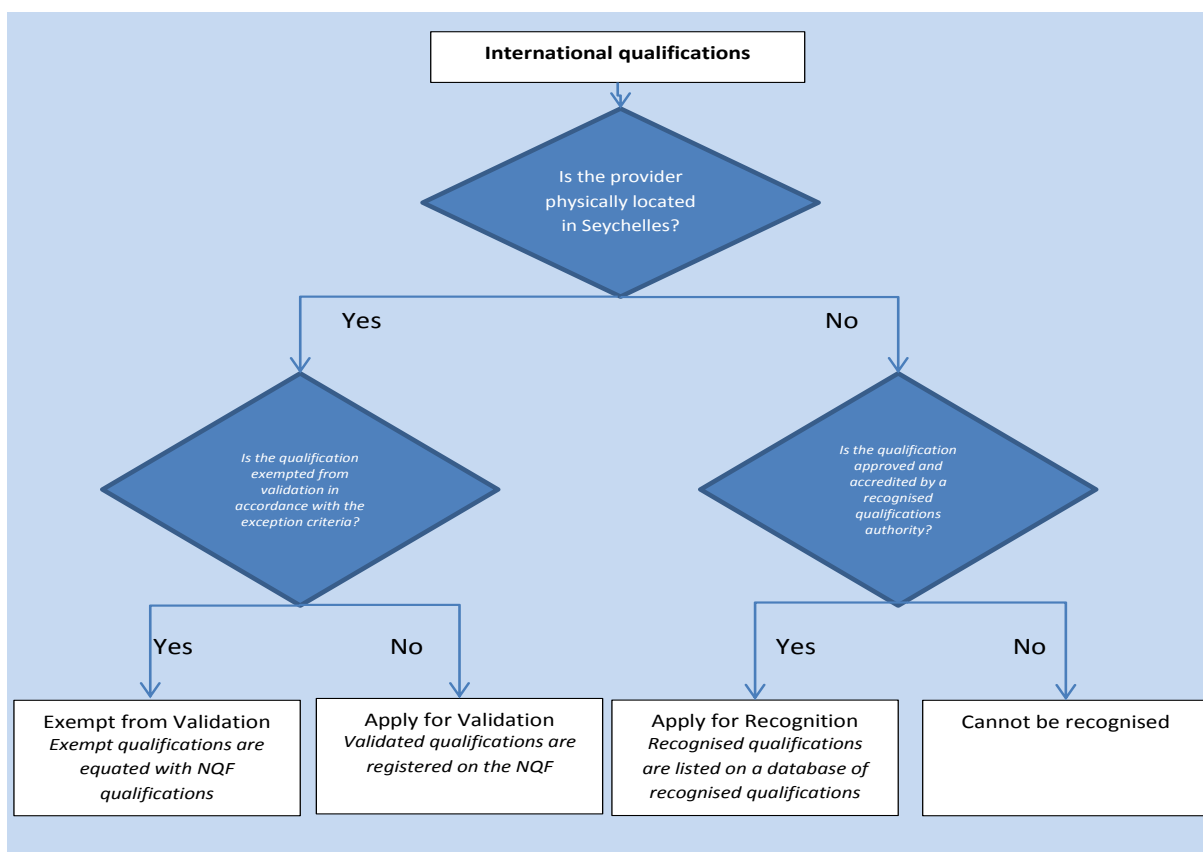 International qualifications
Is the provider
physically located
in Seychelles?
Yes
No
Is the qualification
exempted from
validation in
accordance with the
exception criteria?
Is the qualification
approved and
accredited by a
recognised
qualifications
authority?
Yes
No
Yes
No
Exempt from Validation
Exempt qualifications are
equated with NQF
qualifications
Apply for Validation
Validated qualifications are
registered on the NQF
Apply for Recognition
Recognised qualifications
are listed on a database of
recognised qualifications
Cannot be recognised